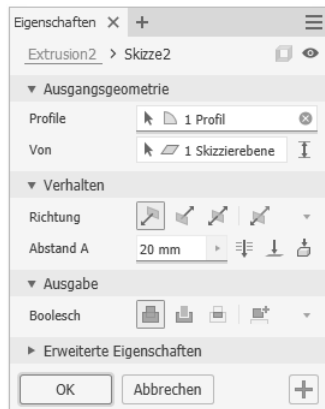 Eigenschaften
Extrusion2 > Skizze2
Ausgangsgeometrie
Profile 1 Profil
Von 1 Skizzierebene
Verhalten
Richtung
Abstand A 20 mm
Ausgabe
Boolesch
Erweiterte Eigenschaften
OK Abbrechen